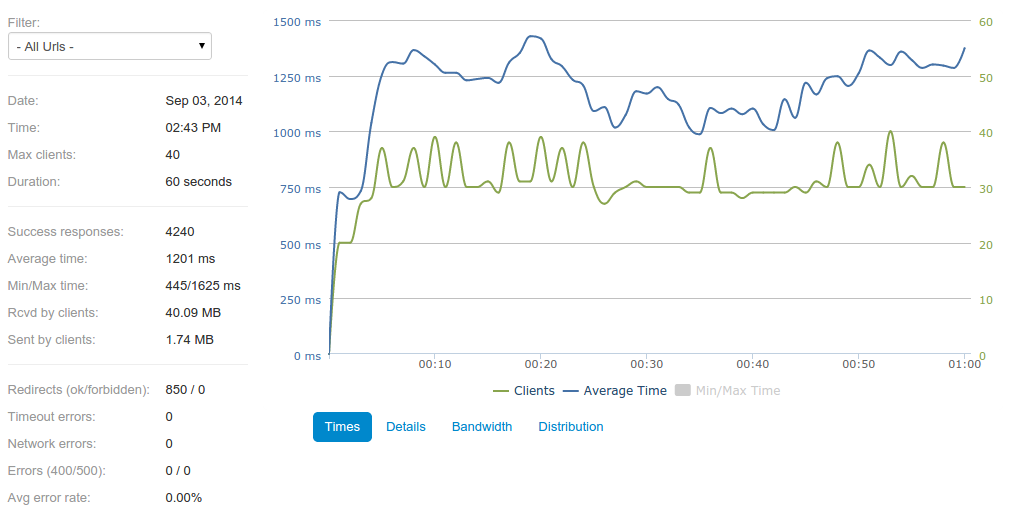 Filter:
- All Urls -
Date: Sep 03, 2014
Time: 02:43 PM
Max clients: 40
Duration: 60 seconds
Success responses: 4240
Average time: 1201 ms
Min/Max time: 445/1625 ms
Rcvd by clients: 40.09 MB
Sent by clients: 1.74 MB
Redirects (ok/forbidden): 850 / 0
Timeout errors: 0
Network errors: 0
Errors (400/500): 0 / 0
Avg error rate: 0.00%
1500 ms 60
1250 ms 50
1000 ms 40
750 ms 30
500 ms 20
250 ms 10
0 ms 0
00:10 00:20 00:30 00:40 00:50 01:00
Clients Average Time Min/Max Time
Times Details Bandwidth Distribution